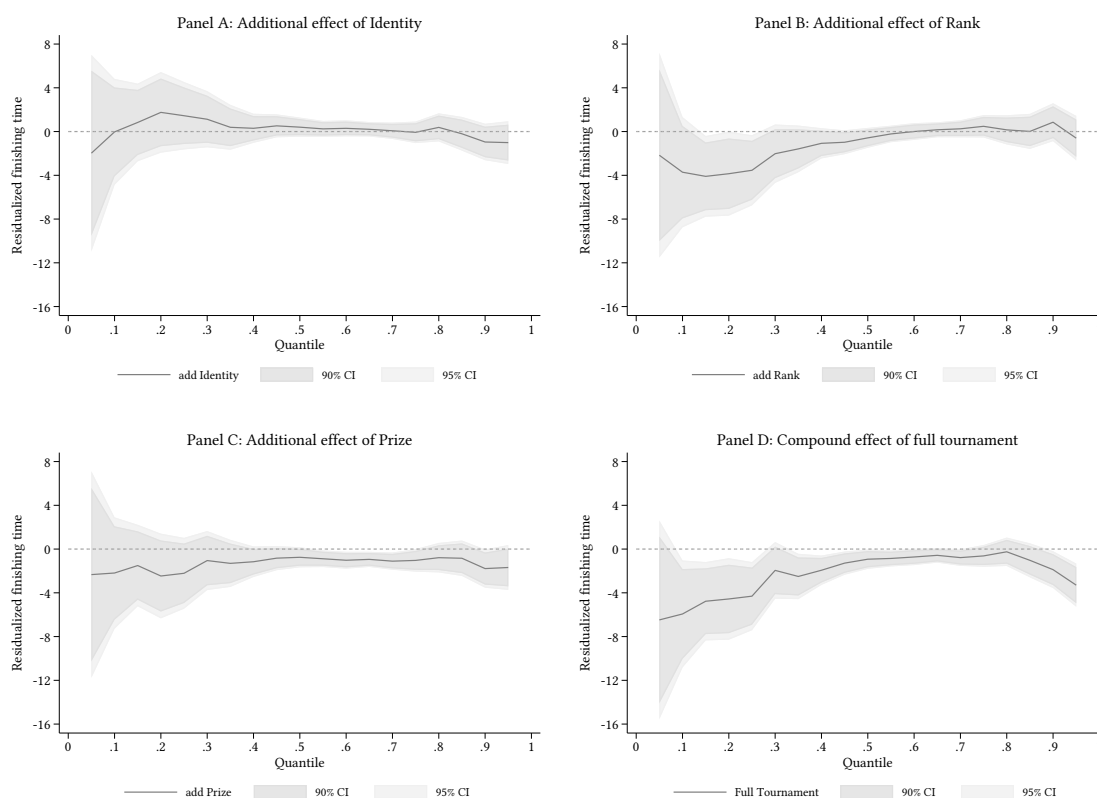 Panel A: Additional effect of Identity
Residualized finishing time
8
4
0
-4
-8
-12
-16
0 .1 .2 .3 .4 .5 .6 .7 .8 .9 1
Quantile
add Identity 90% CI 95% CI
Panel B: Additional effect of Rank
Residualized finishing time
8
4
0
-4
-8
-12
-16
0 .1 .2 .3 .4 .5 .6 .7 .8 .9
Quantile
add Rank 90% CI 95% CI
Panel C: Additional effect of Prize
Residualized finishing time
8
4
0
-4
-8
-12
-16
0 .1 .2 .3 .4 .5 .6 .7 .8 .9 1
Quantile
add Prize 90% CI 95% CI
Panel D: Compound effect of full tournament
Residualized finishing time
8
4
0
-4
-8
-12
-16
0 .1 .2 .3 .4 .5 .6 .7 .8 .9
Quantile
Full Tournament 90% CI 95% CI